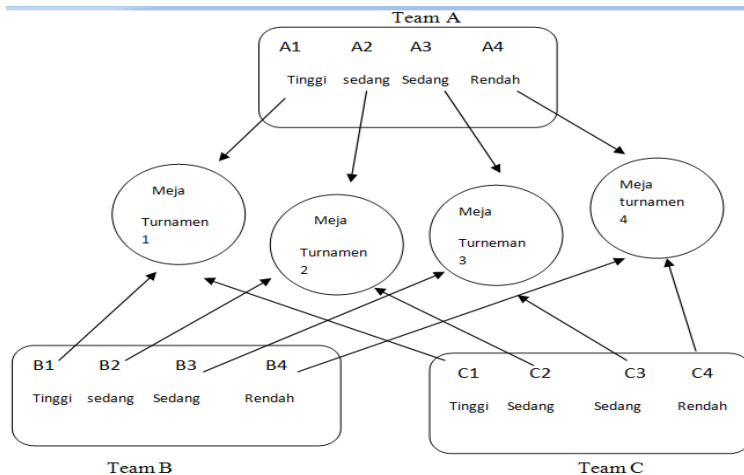 Team A
A1 A2 A3 A4
Tinggi sedang Sedang Rendah
Meja
Turnamen
1
Meja
Turnamen
2
Meja
Turneman
3
Meja
turnamen
4
B1 B2 B3 B4
Tinggi sedang Sedang Rendah
C1 C2 C3 C4
Tinggi Sedang Sedang Rendah
Team B
Team C